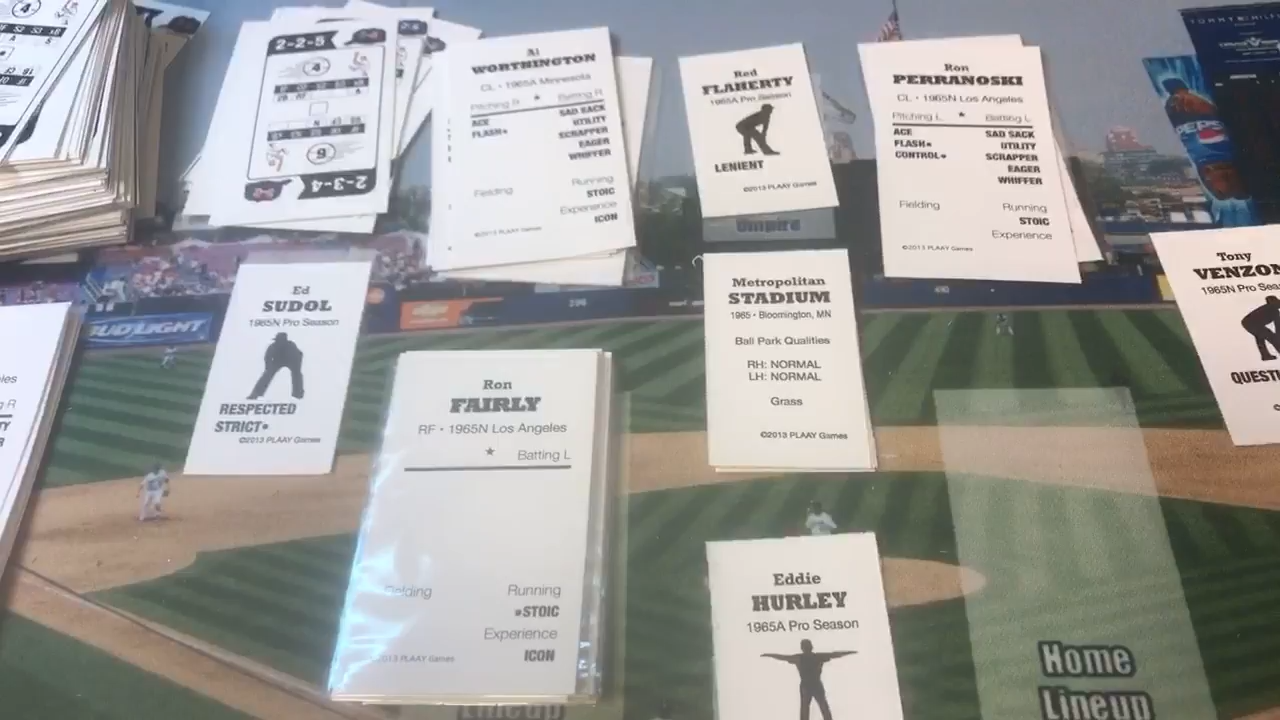 2-2-5
4
9
2-3-4
Al
WORTHINGTON
CL • 1965A Minnesota
Pitching R ★ Batting R
ACE SAD SACK
FLASH• UTILITY
SCRAPPER
EAGER
WHIFFER
Fielding Running
STOIC
Experience
ICON
©2013 PLAAY Games
Red
FLAHERTY
1965A Pro Season
LENIENT
©2013 PLAAY Games
Umpire
Ron
PERRANOSKI
CL • 1965N Los Angeles
Pitching L ★ Batting L
ACE SAD SACK
FLASH• UTILITY
CONTROL• SCRAPPER
EAGER
WHIFFER
Fielding Running
STOIC
Experience
©2013 PLAAY Games
PEPSI
Ed
SUDOL
1965N Pro Season
RESPECTED
STRICT•
©2013 PLAAY Games
BUD LIGHT
Metropolitan
STADIUM
1965 • Bloomington, MN
Ball Park Qualities
RH: NORMAL
LH: NORMAL
Grass
©2013 PLAAY Games
Tony
VENZON
1965N Pro Sea
QUESTI
Ron
FAIRLY
RF • 1965N Los Angeles
★ Batting L
Fielding Running
•STOIC
Experience
ICON
2013 PLAAY Games
Lineup
Eddie
HURLEY
1965A Pro Season
Home
Lineup